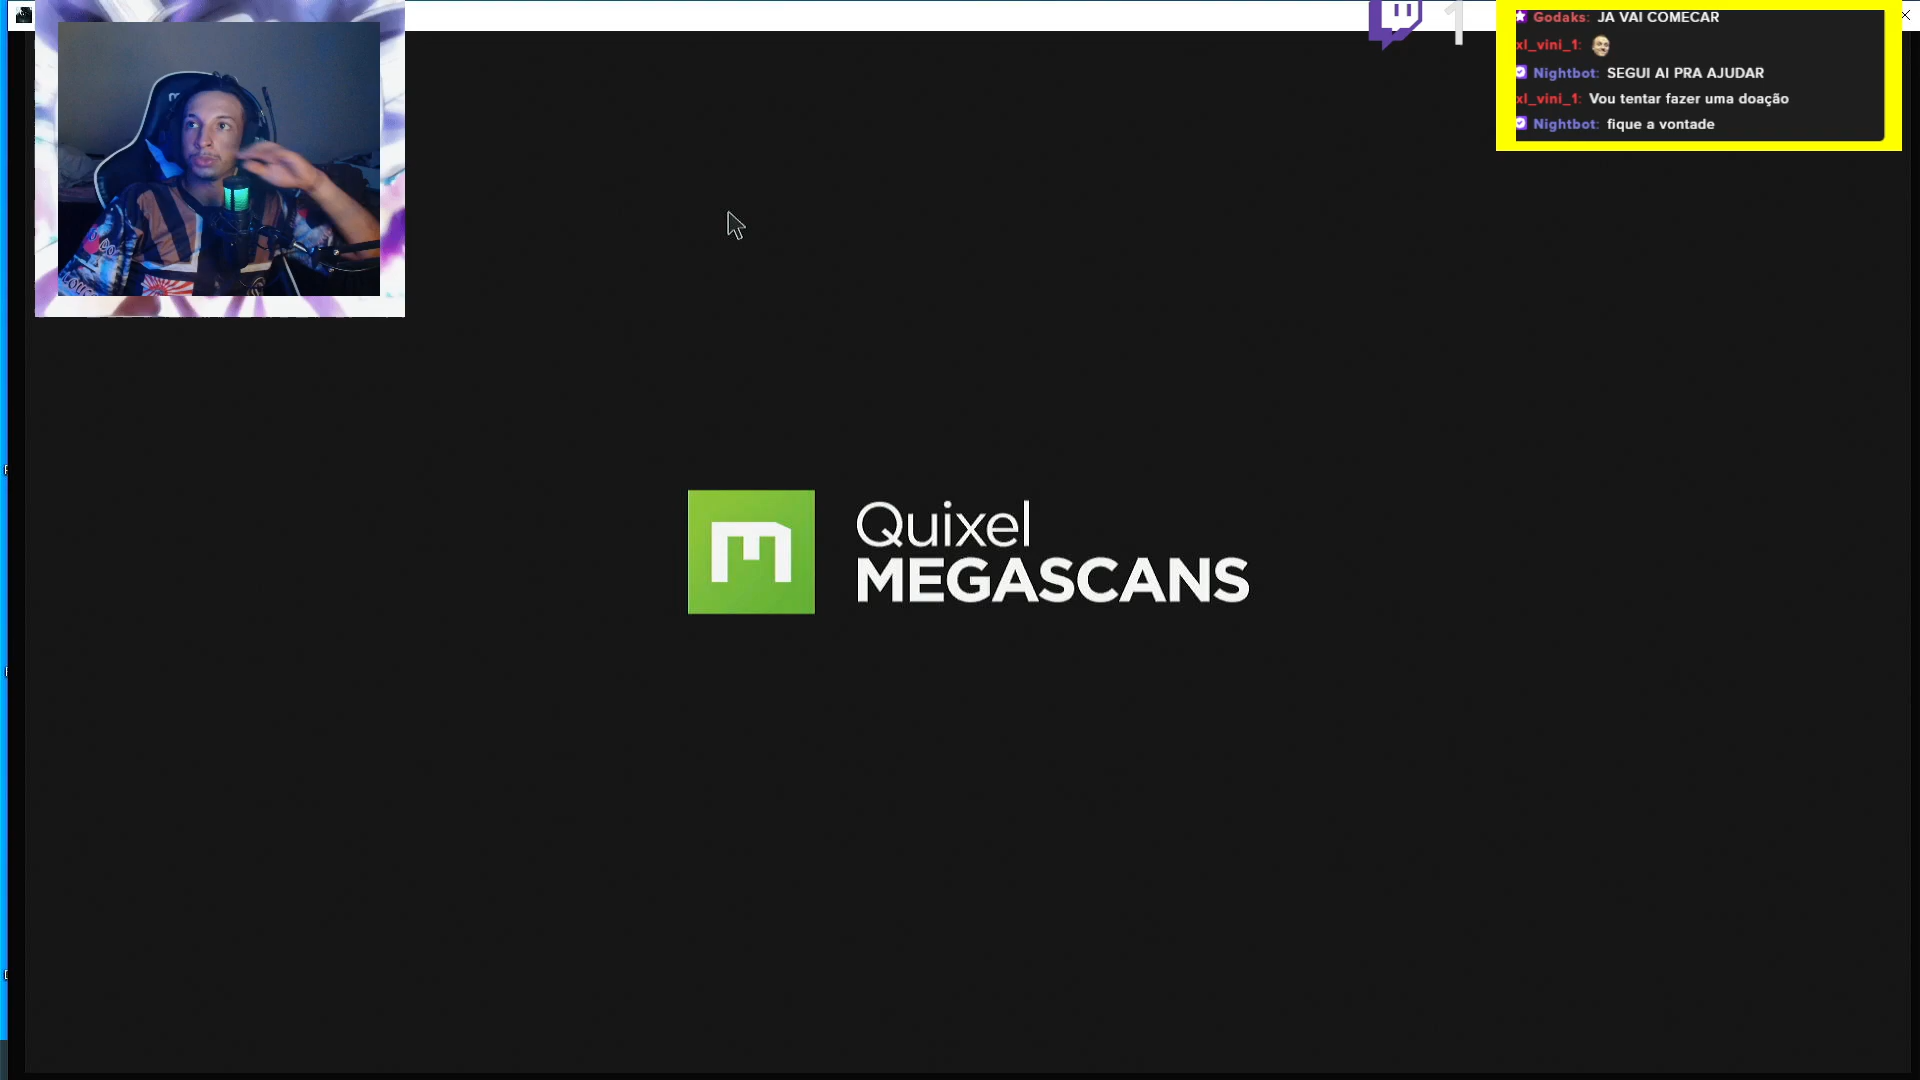 1
Godaks: JA VAI COMECAR
xl_vini_1:
Nightbot: SEGUI AI PRA AJUDAR
xl_vini_1: Vou tentar fazer uma doação
Nightbot: fique a vontade
Quixel
MEGASCANS